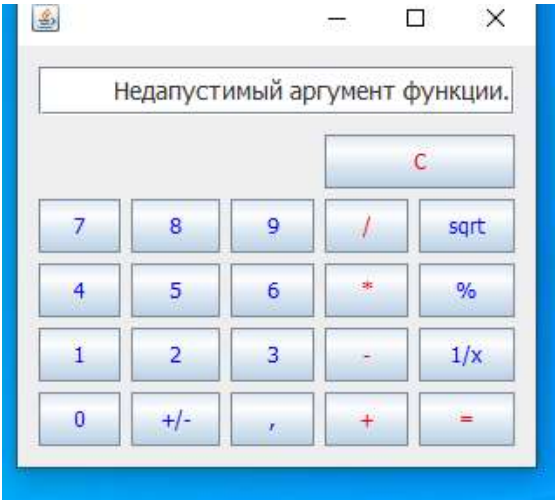 Недапустимый аргумент функции.
C
7 8 9 / sqrt
4 5 6 * %
1 2 3 - 1/x
0 +/- , + =